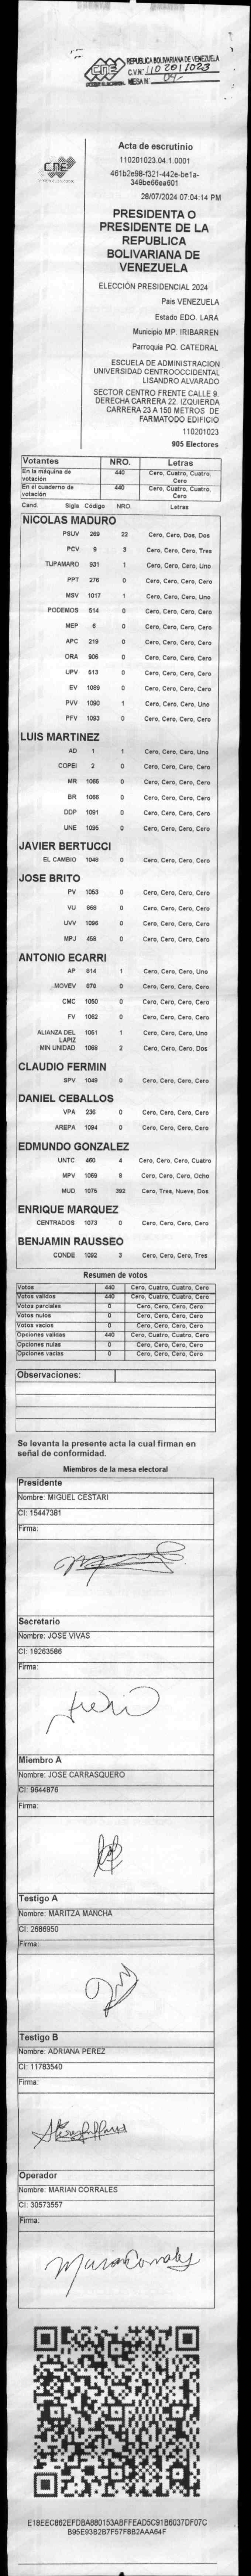 REPUBLICA BOLIVARIANA DE VENEZUELA
CNE
C.V.Nº 110201023
MESA Nº 04-
CNE
Acta de escrutinio
110201023.04.1.0001
461b2e98-f321-442e-be1a-
349be66ea601
28/07/2024 07:04:14 PM
PRESIDENTA O
PRESIDENTE DE LA
REPUBLICA
BOLIVARIANA DE
VENEZUELA
ELECCIÓN PRESIDENCIAL 2024
Pais VENEZUELA
Estado EDO. LARA
Municipio MP. IRIBARREN
Parroquia PQ. CATEDRAL
ESCUELA DE ADMINISTRACION
UNIVERSIDAD CENTROOCCIDENTAL
LISANDRO ALVARADO
SECTOR CENTRO FRENTE CALLE 9.
DERECHA CARRERA 22. IZQUIERDA
CARRERA 23 A 150 METROS DE
FARMATODO EDIFICIO
110201023
905 Electores
Votantes NRO. Letras
En la máquina de votación 440 Cero, Cuatro, Cuatro, Cero
En el cuaderno de votación 440 Cero, Cuatro, Cuatro, Cero
Cand Sigla Código NRO. Letras
NICOLAS MADURO
PSUV 269 22 Cero, Cero, Dos, Dos
PCV 9 3 Cero, Cero, Cero, Tres
TUPAMARO 931 1 Cero, Cero, Cero, Uno
PPT 276 0 Cero, Cero, Cero, Cero
MSV 1017 1 Cero, Cero, Cero, Uno
PODEMOS 514 0 Cero, Cero, Cero, Cero
MEP 6 0 Cero, Cero, Cero, Cero
APC 219 0 Cero, Cero, Cero, Cero
ORA 906 0 Cero, Cero, Cero, Cero
UPV 513 0 Cero, Cero, Cero, Cero
EV 1089 0 Cero, Cero, Cero, Cero
PVV 1090 1 Cero, Cero, Cero, Uno
PFV 1093 0 Cero, Cero, Cero, Cero
LUIS MARTINEZ
AD 1 1 Cero, Cero, Cero, Uno
COPEI 2 0 Cero, Cero, Cero, Cero
MR 1065 0 Cero, Cero, Cero, Cero
BR 1066 0 Cero, Cero, Cero, Cero
DDP 1091 0 Cero, Cero, Cero, Cero
UNE 1095 0 Cero, Cero, Cero, Cero
JAVIER BERTUCCI
EL CAMBIO 1048 0 Cero, Cero, Cero, Cero
JOSE BRITO
PV 1053 0 Cero, Cero, Cero, Cero
VU 868 0 Cero, Cero, Cero, Cero
UVV 1096 0 Cero, Cero, Cero, Cero
MPJ 458 0 Cero, Cero, Cero, Cero
ANTONIO ECARRI
AP 914 1 Cero, Cero, Cero, Uno
MOVEV 876 0 Cero, Cero, Cero, Cero
CMC 1050 0 Cero, Cero, Cero, Cero
FV 1062 0 Cero, Cero, Cero, Cero
ALIANZA DEL LAPIZ 1051 1 Cero, Cero, Cero, Uno
MIN UNIDAD 1068 2 Cero, Cero, Cero, Dos
CLAUDIO FERMIN
SPV 1049 0 Cero, Cero, Cero, Cero
DANIEL CEBALLOS
VPA 236 0 Cero, Cero, Cero, Cero
AREPA 1094 0 Cero, Cero, Cero, Cero
EDMUNDO GONZALEZ
UNTC 460 4 Cero, Cero, Cero, Cuatro
MPV 1069 8 Cero, Cero, Cero, Ocho
MUD 1075 392 Cero, Tres, Nueve, Dos
ENRIQUE MARQUEZ
CENTRADOS 1073 0 Cero, Cero, Cero, Cero
BENJAMIN RAUSSEO
CONDE 1092 3 Cero, Cero, Cero, Tres
Resumen de votos
Votos 440 Cero, Cuatro, Cuatro, Cero
Votos validos 440 Cero, Cuatro, Cuatro, Cero
Votos parciales 0 Cero, Cero, Cero, Cero
Votos nulos 0 Cero, Cero, Cero, Cero
Votos vacios 0 Cero, Cero, Cero, Cero
Opciones validas 440 Cero, Cuatro, Cuatro, Cero
Opciones nulas 0 Cero, Cero, Cero, Cero
Opciones vacias 0 Cero, Cero, Cero, Cero
Observaciones:
Se levanta la presente acta la cual firman en
señal de conformidad.
Miembros de la mesa electoral
Presidente
Nombre: MIGUEL CESTARI
CI: 15447381
Firma:
Secretario
Nombre: JOSE VIVAS
CI: 19263586
Firma:
Miembro A
Nombre: JOSE CARRASQUERO
CI: 9644876
Firma:
Testigo A
Nombre: MARITZA MANCHA
CI: 2686950
Firma:
Testigo B
Nombre: ADRIANA PEREZ
CI: 11783540
Firma:
Operador
Nombre: MARIAN CORRALES
CI: 30573557
Firma:
Marian Corrales
E18EEC862EFDBA880153ABFFEAD5C91B6037DF07C
B95E93B2B7F57F8B2AAA64F